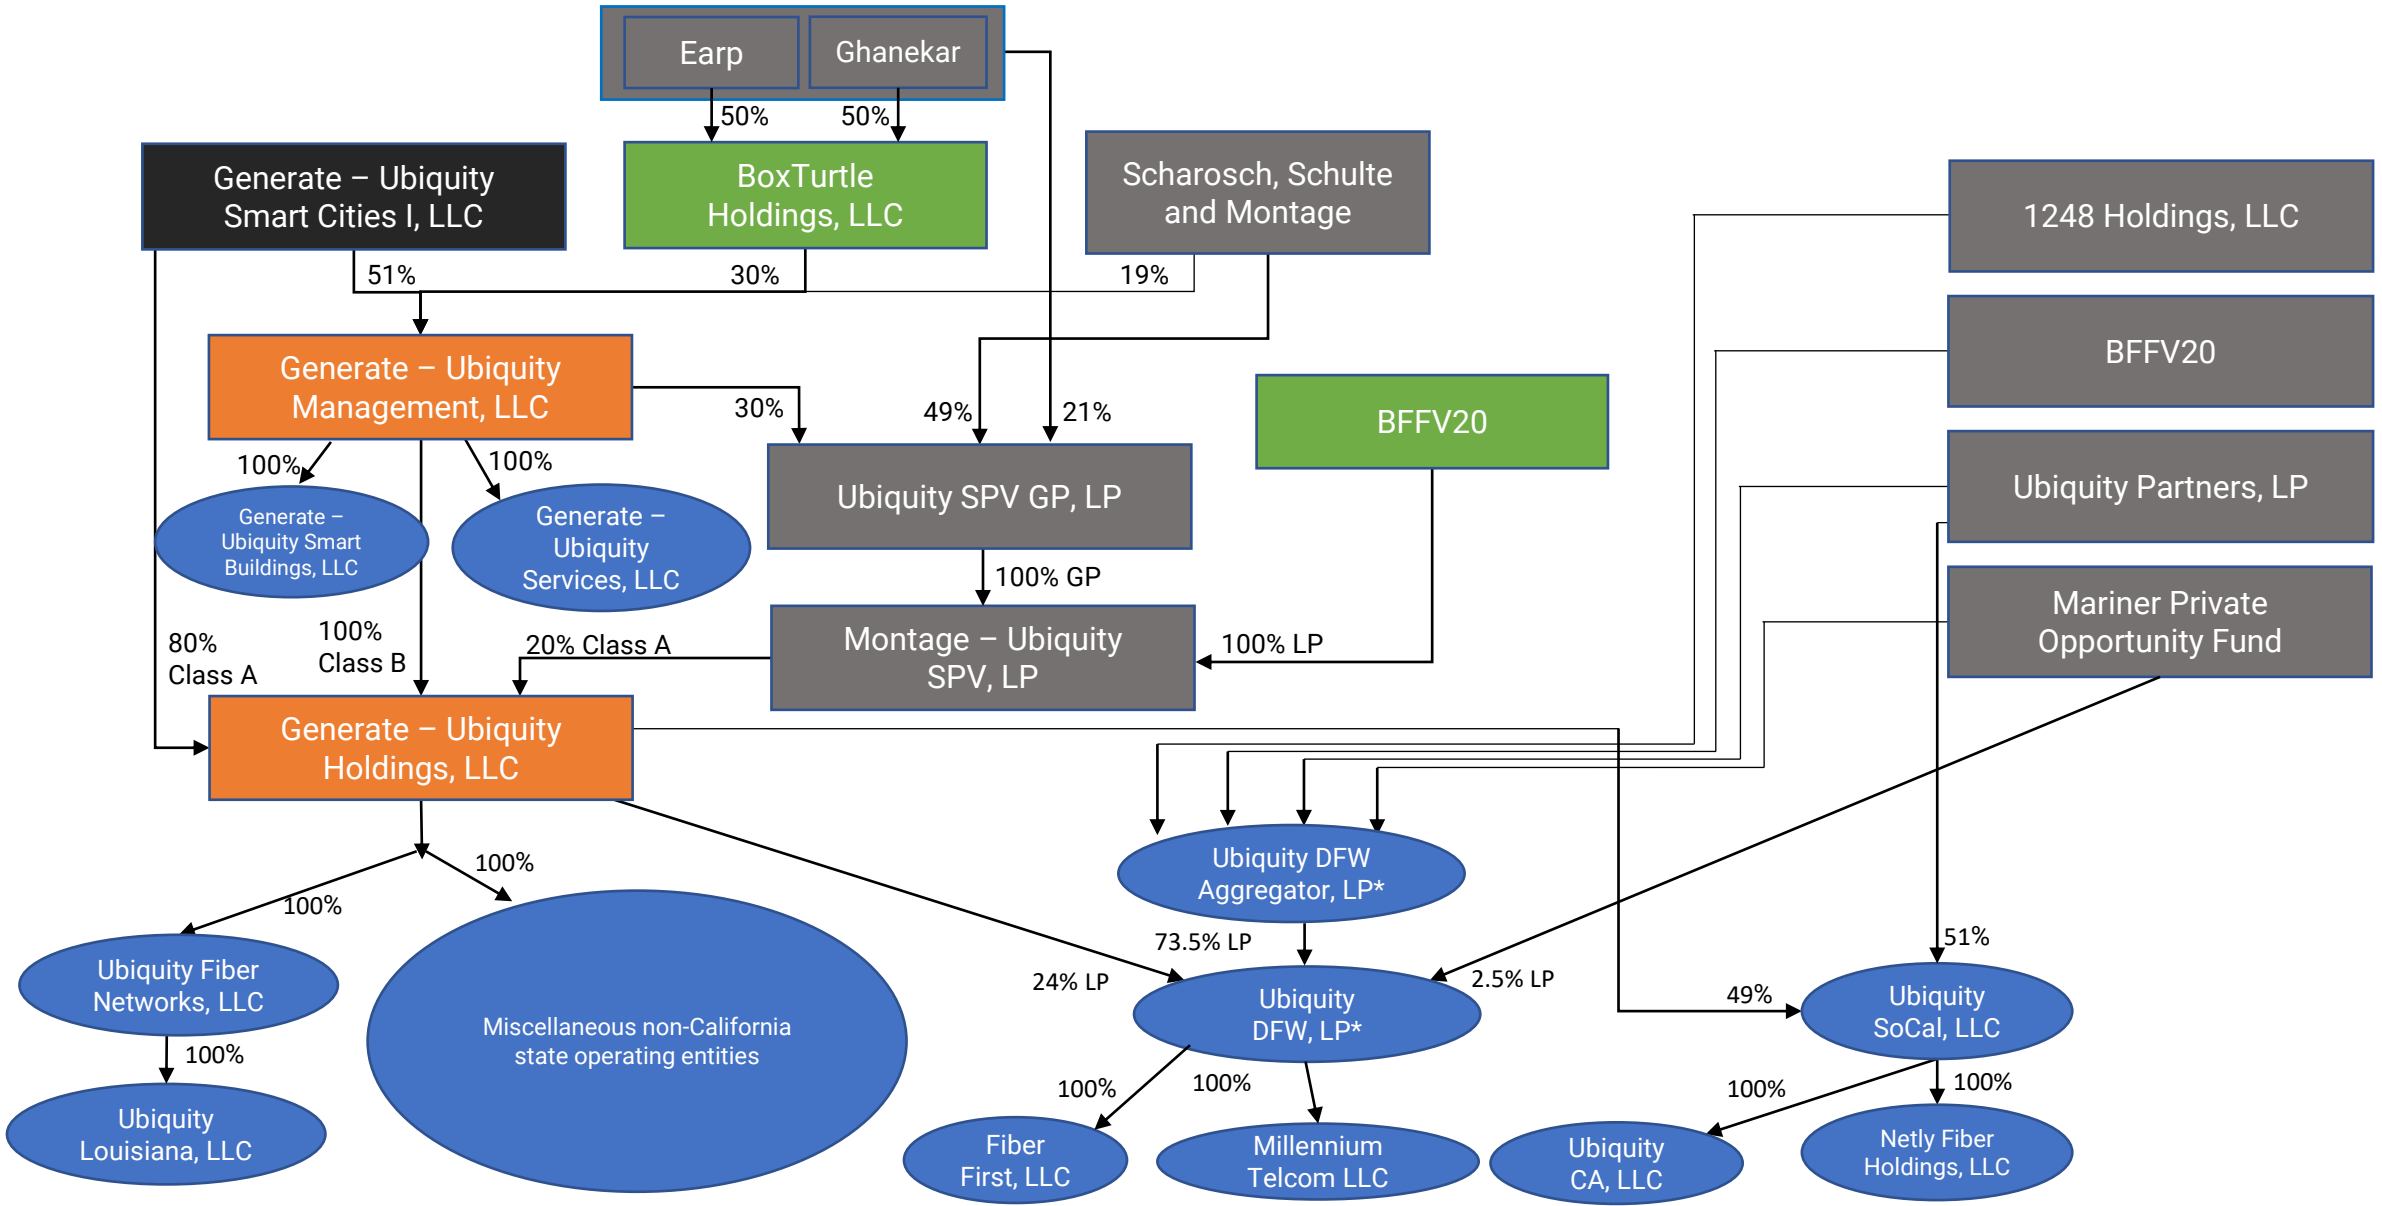 Earp
Ghanekar
50%
50%
Generate – Ubiquity
Smart Cities I, LLC
BoxTurtle
Holdings, LLC
Scharosch, Schulte
and Montage
1248 Holdings, LLC
51%
30%
19%
BFFV20
Generate – Ubiquity
Management, LLC
30%
49%
21%
BFFV20
Ubiquity Partners, LP
100%
100%
Generate –
Ubiquity Smart
Buildings, LLC
Generate –
Ubiquity
Services, LLC
Ubiquity SPV GP, LP
100% GP
Mariner Private
Opportunity Fund
80%
Class A
100%
Class B
20% Class A
Montage – Ubiquity
SPV, LP
100% LP
Generate – Ubiquity
Holdings, LLC
100%
100%
Ubiquity DFW
Aggregator, LP*
73.5% LP
51%
24% LP
2.5% LP
49%
Ubiquity Fiber
Networks, LLC
Miscellaneous non-California
state operating entities
Ubiquity
DFW, LP*
Ubiquity
SoCal, LLC
100%
100%
100%
100%
100%
Ubiquity
Louisiana, LLC
Fiber
First, LLC
Millennium
Telcom LLC
Ubiquity
CA, LLC
Netly Fiber
Holdings, LLC